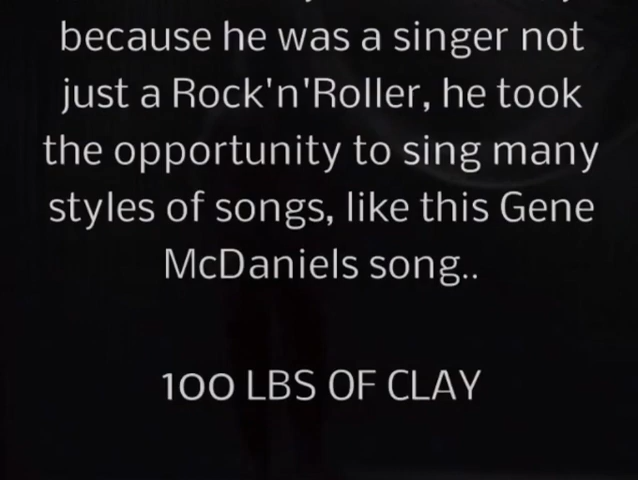 because he was a singer not
just a Rock'n'Roller, he took
the opportunity to sing many
styles of songs, like this Gene
McDaniels song..
100 LBS OF CLAY